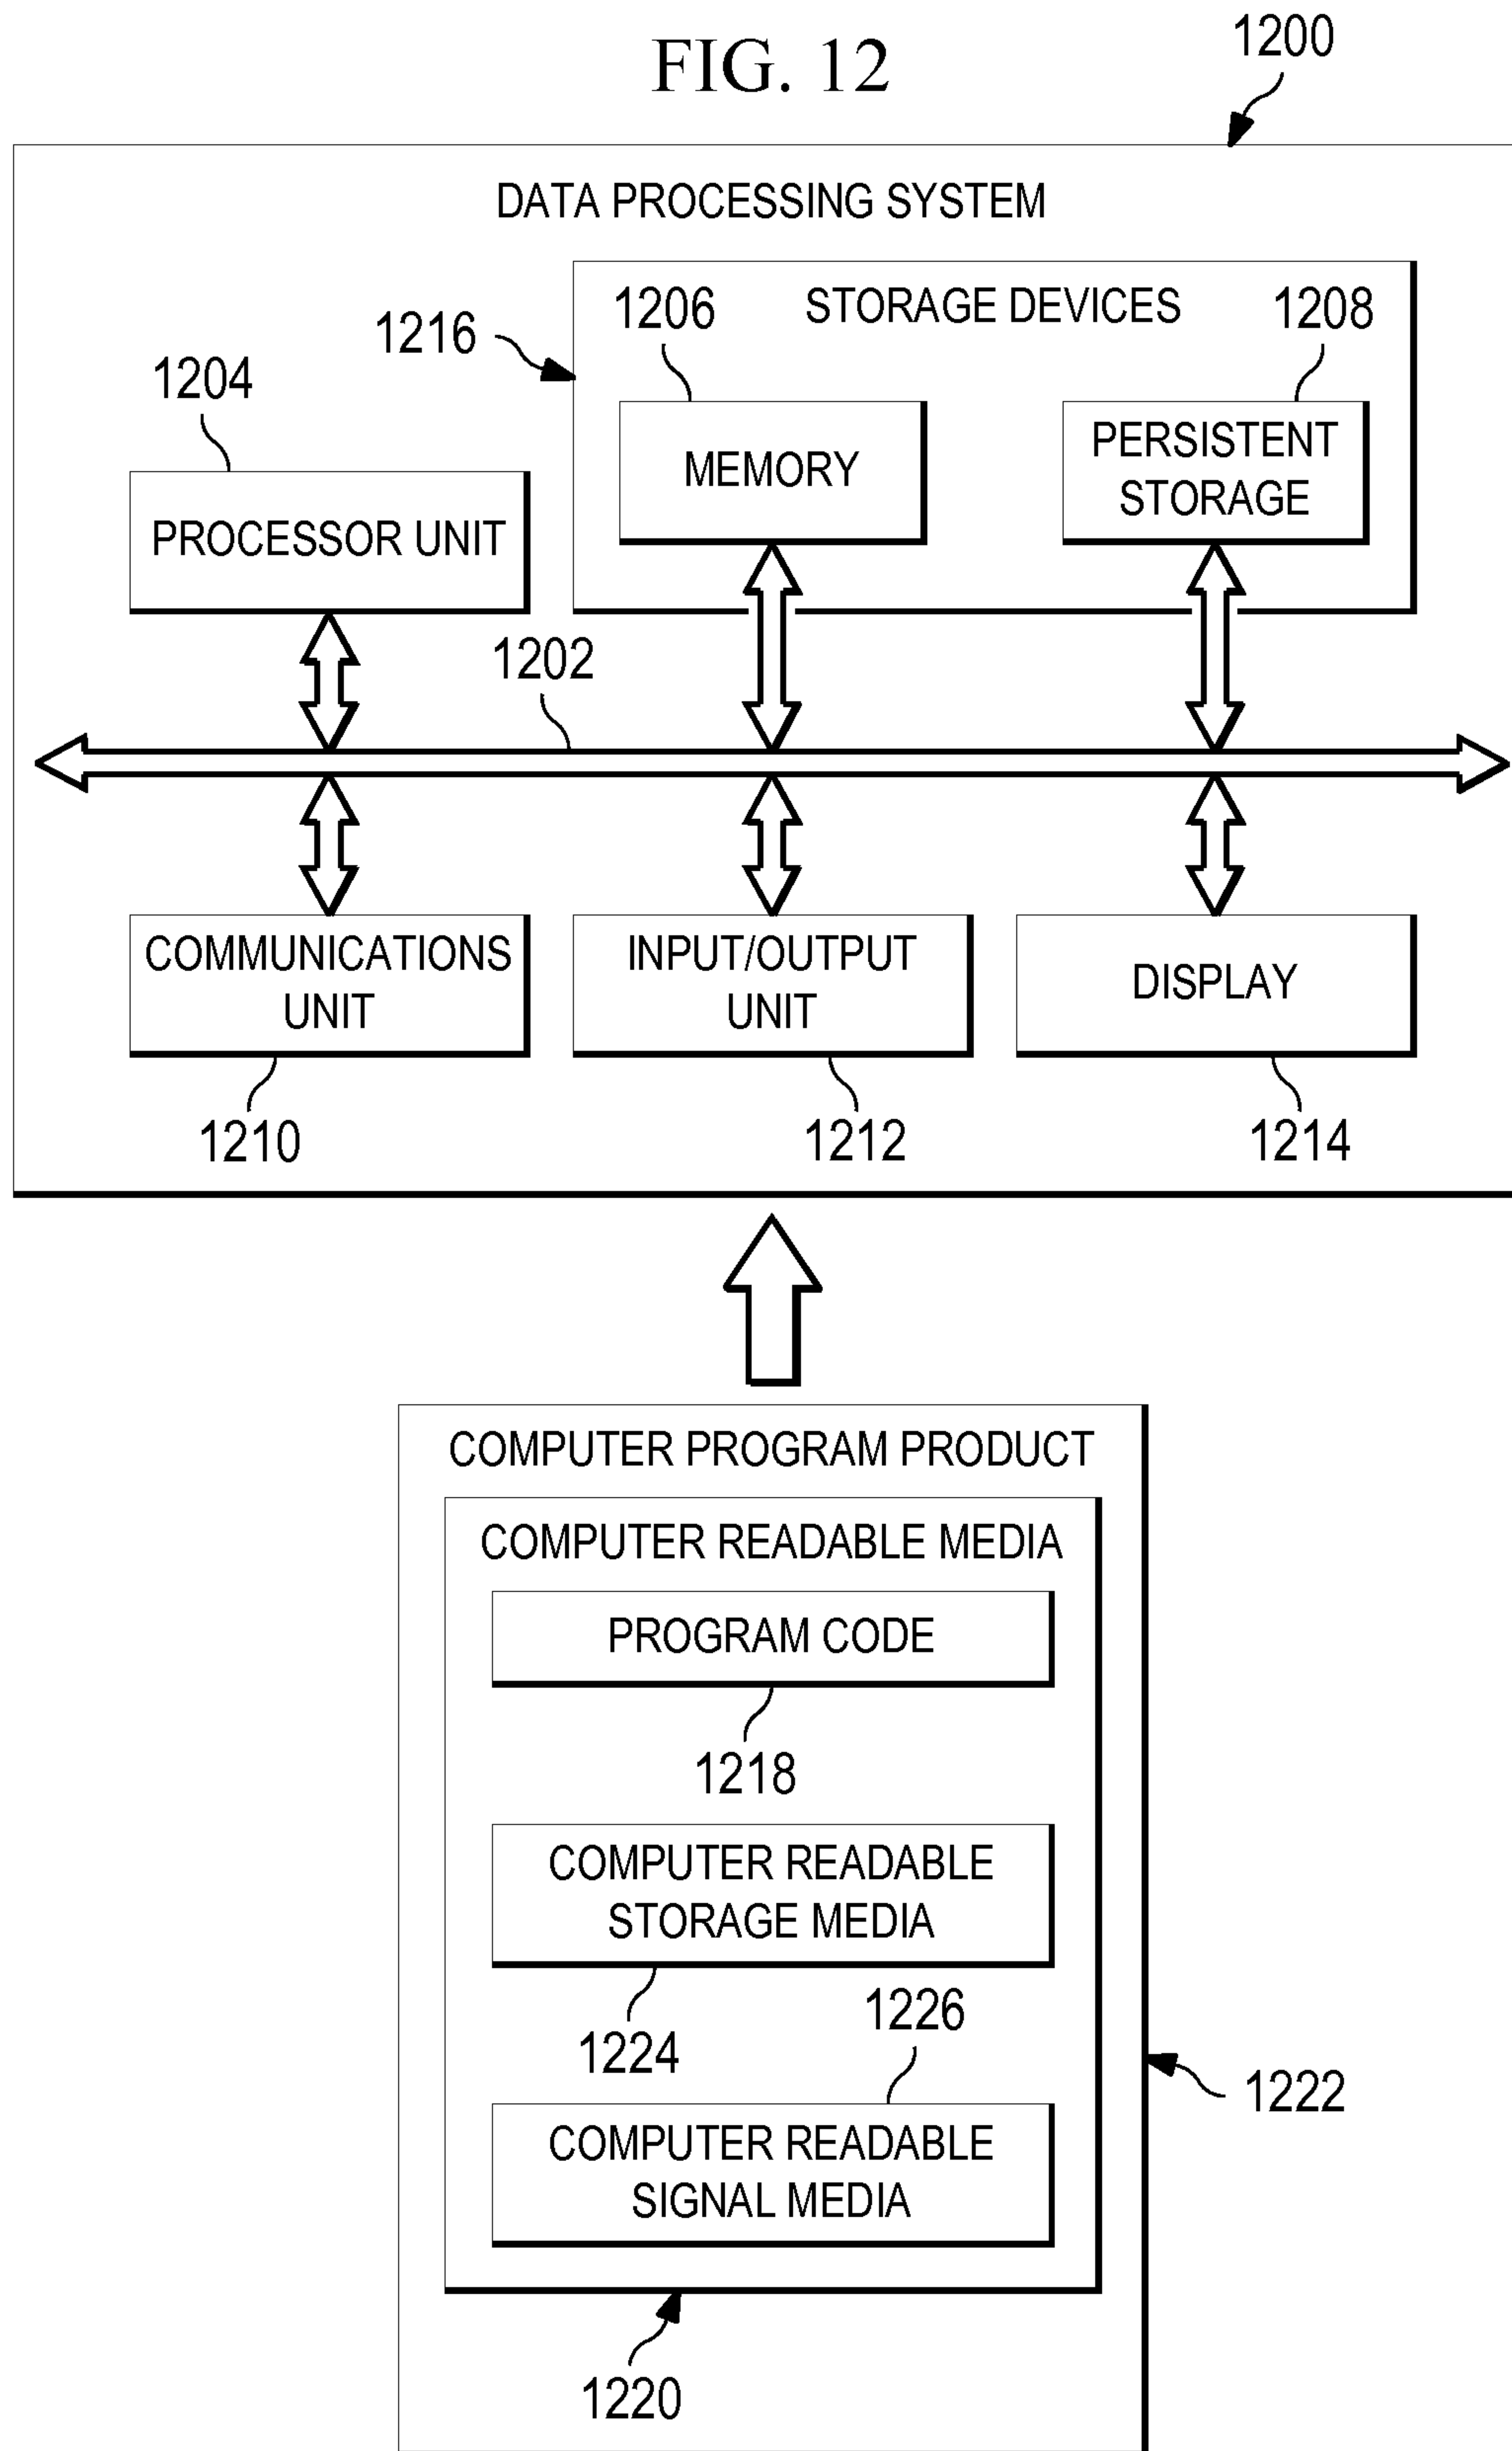 FIG. 12
1200
DATA PROCESSING SYSTEM
1216
1206
STORAGE DEVICES
1208
1204
MEMORY
PERSISTENT
STORAGE
PROCESSOR UNIT
1202
COMMUNICATIONS
UNIT
INPUT/OUTPUT
UNIT
DISPLAY
1210
1212
1214
COMPUTER PROGRAM PRODUCT
COMPUTER READABLE MEDIA
PROGRAM CODE
1218
COMPUTER READABLE
STORAGE MEDIA
1224
1226
1222
COMPUTER READABLE
SIGNAL MEDIA
1220